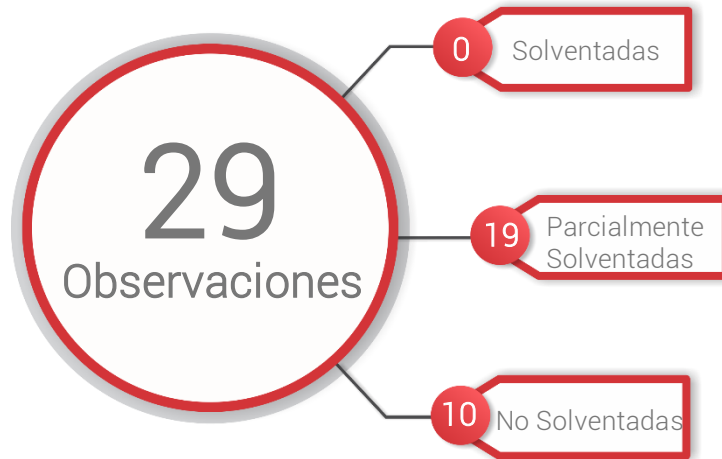 29
Observaciones
0
Solventadas
19
Parcialmente
Solventadas
10
No Solventadas